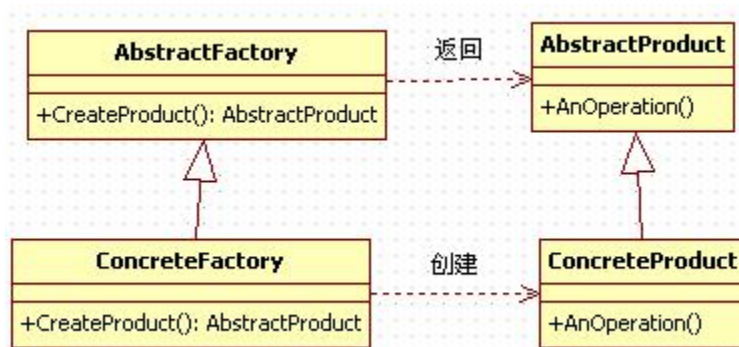 AbstractFactory
返回
AbstractProduct
+CreateProduct(): AbstractProduct
+AnOperation()
ConcreteFactory
创建
ConcreteProduct
+CreateProduct(): AbstractProduct
+AnOperation()